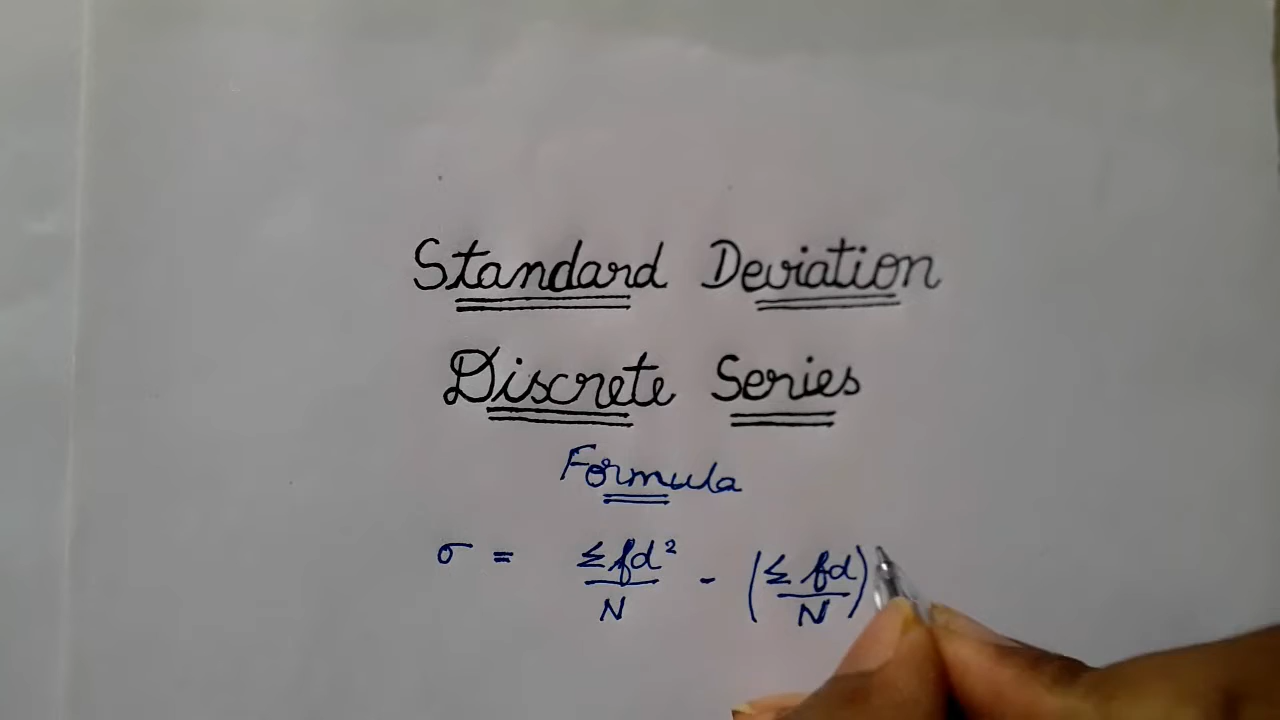 Standard Deviation
Discrete Series
Formula
σ = Σfd²/N - (Σfd/N)